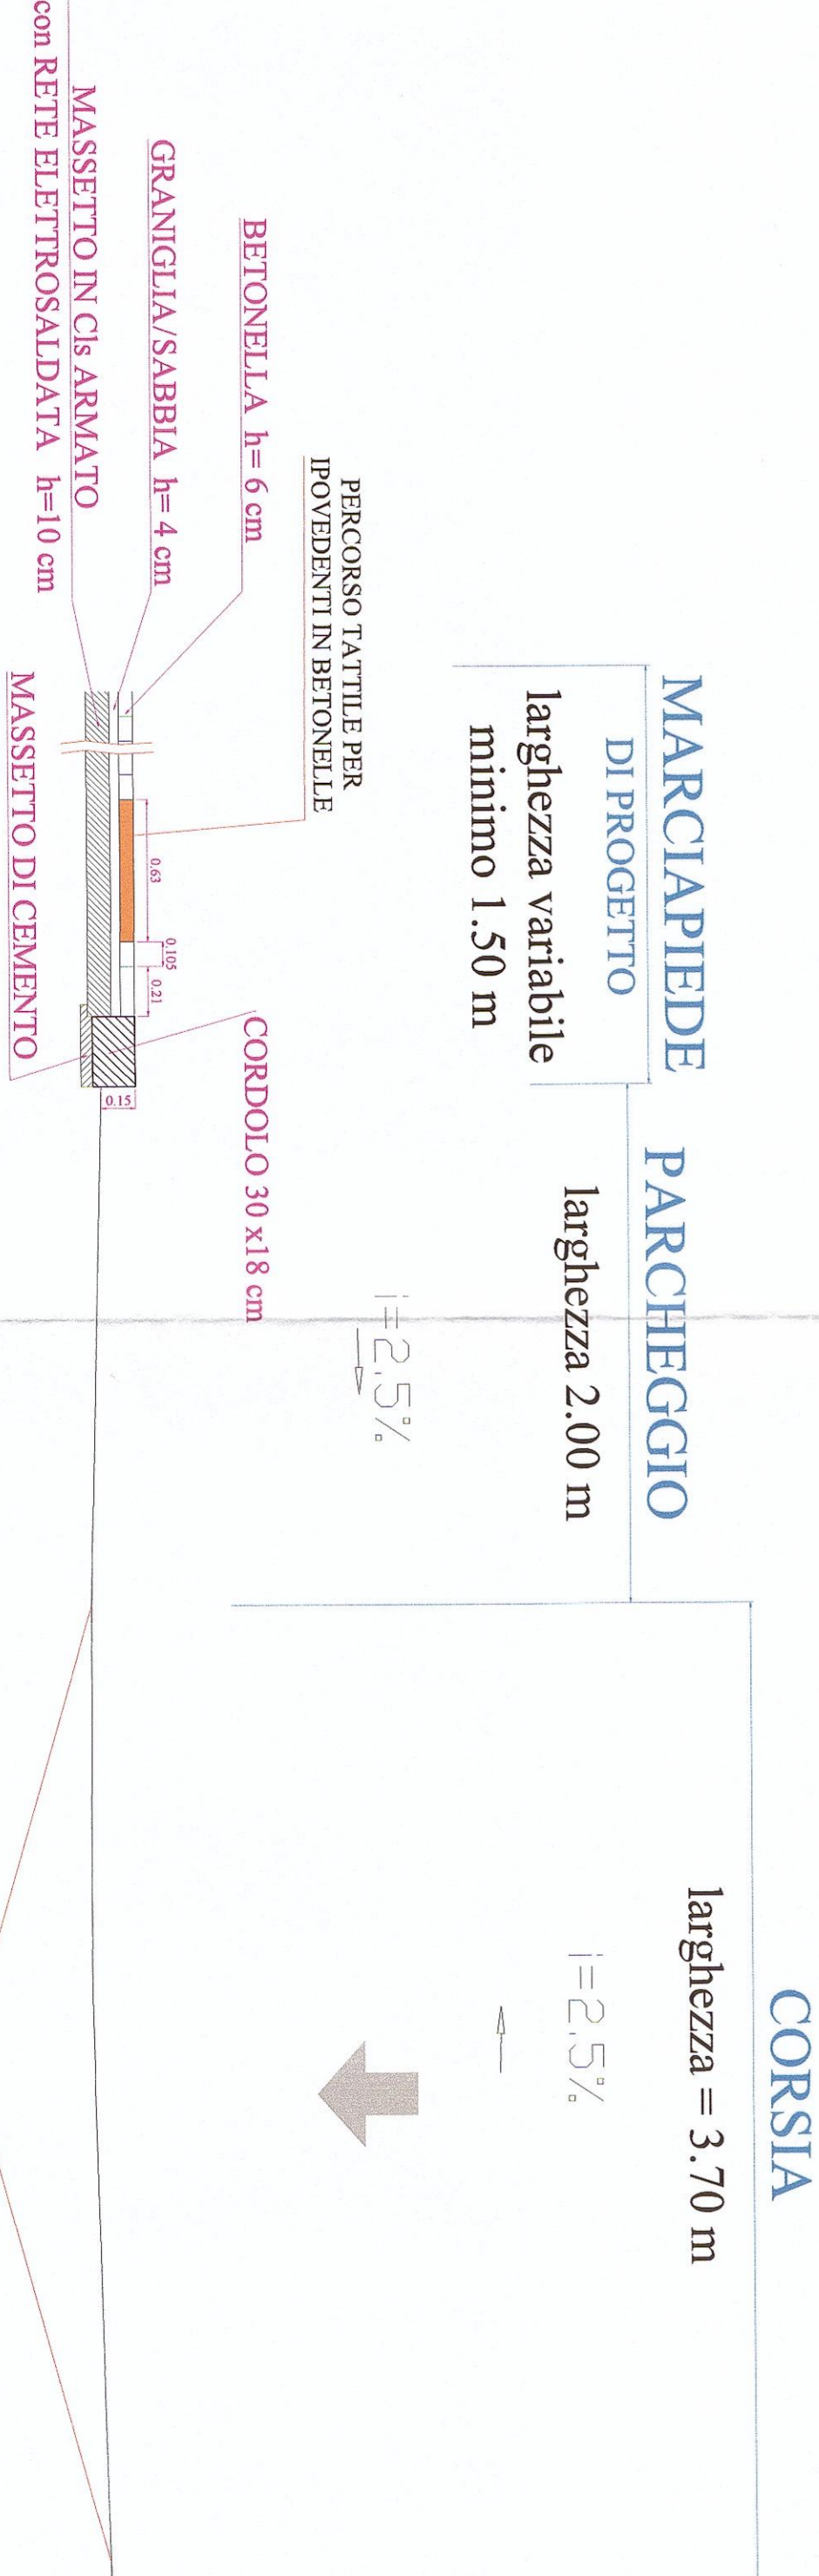 CORSIA
larghezza = 3.70 m
i=2.5%
MARCIAPIEDE
DI PROGETTO
larghezza variabile
minimo 1.50 m
PARCHEGGIO
larghezza 2.00 m
i=2.5%
PERCORSO TATTILE PER
IPOVEDENTI IN BETONELLE
BETONELLA h= 6 cm
GRANIGLIA/SABBIA h= 4 cm
MASSETTO IN Cls ARMATO
con RETE ELETTROSALDATA h=10 cm
0.63
0.105
0.21
CORDOLO 30 x18 cm
0.15
MASSETTO DI CEMENTO